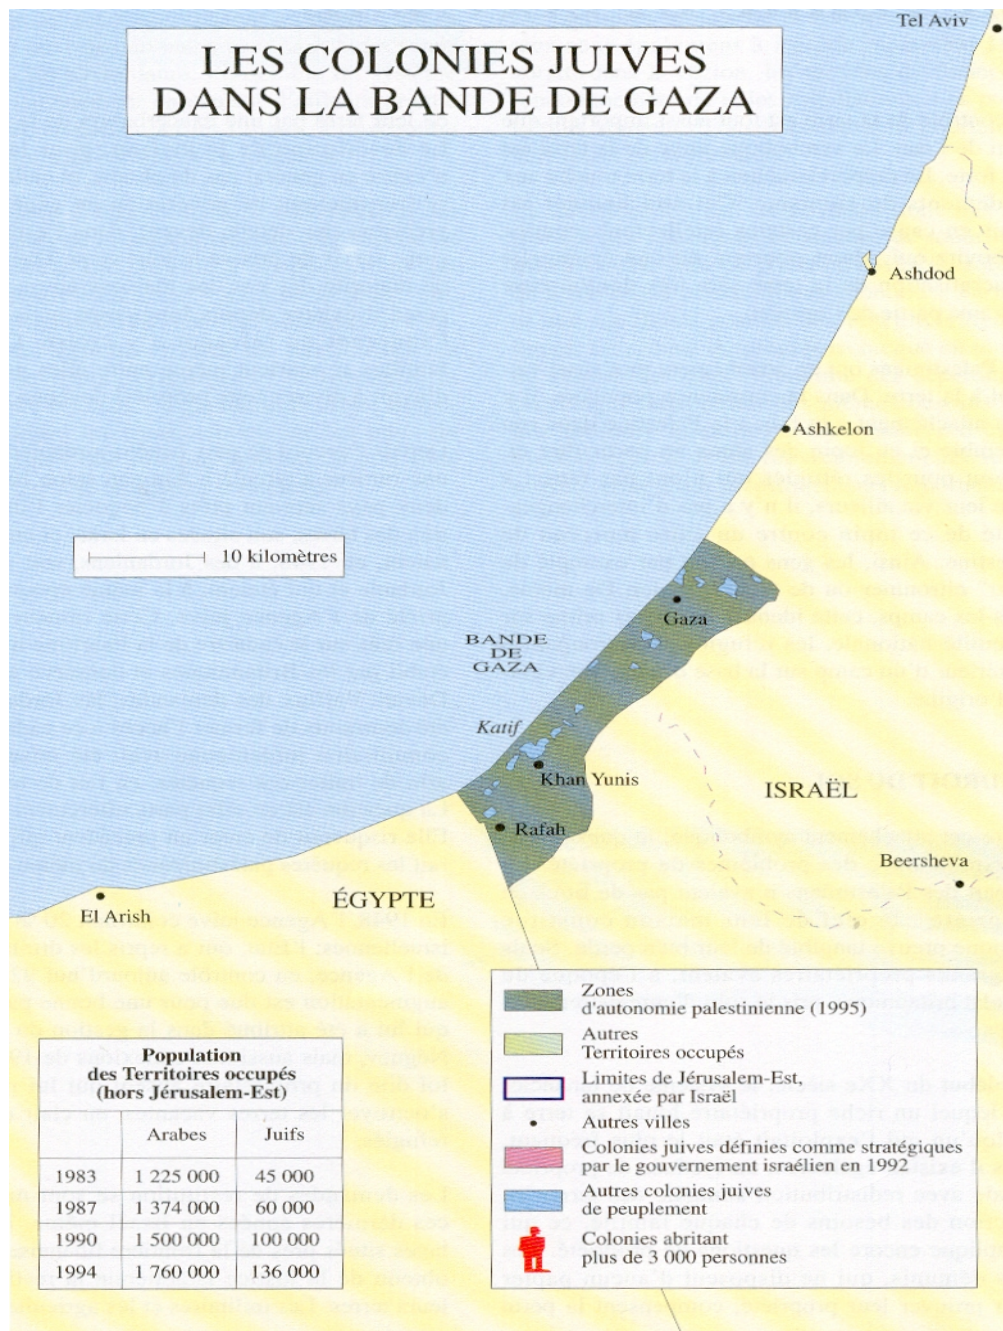 Tel Aviv
LES COLONIES JUIVES
DANS LA BANDE DE GAZA
Ashdod
Ashkelon
10 kilomètres
Gaza
BANDE
DE
GAZA
Katif
Khan Yunis
ISRAËL
Rafah
Beersheva
ÉGYPTE
El Arish
Zones
d'autonomie palestinienne (1995)
Autres
Territoires occupés
Limites de Jérusalem-Est,
annexée par Israël
Autres villes
Colonies juives définies comme stratégiques
par le gouvernement israélien en 1992
Autres colonies juives
de peuplement
Colonies abritant
plus de 3 000 personnes
Population
des Territoires occupés
(hors Jérusalem-Est)
Arabes Juifs
1983 1 225 000 45 000
1987 1 374 000 60 000
1990 1 500 000 100 000
1994 1 760 000 136 000